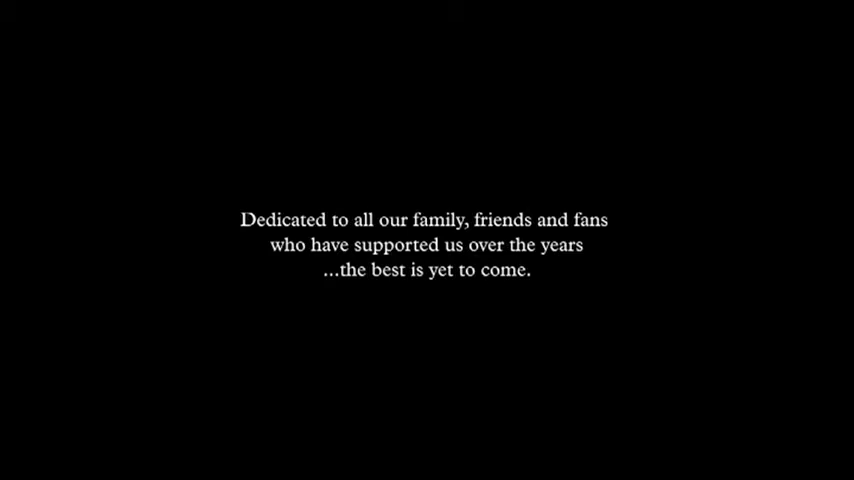 Dedicated to all our family, friends and fans
who have supported us over the years
...the best is yet to come.